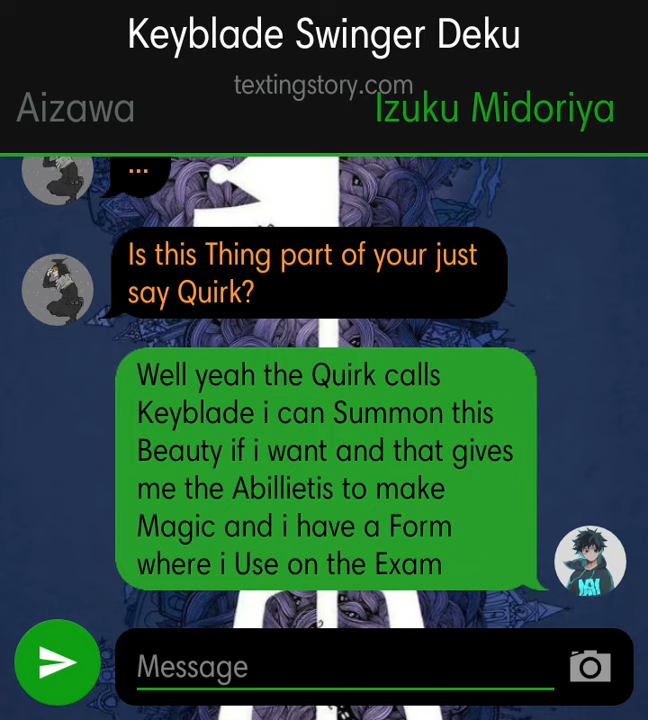 Keyblade Swinger Deku
textingstory.com
Aizawa
Izuku Midoriya
...
Is this Thing part of your just
say Quirk?
Well yeah the Quirk calls
Keyblade i can Summon this
Beauty if i want and that gives
me the Abillietis to make
Magic and i have a Form
where i Use on the Exam
Message